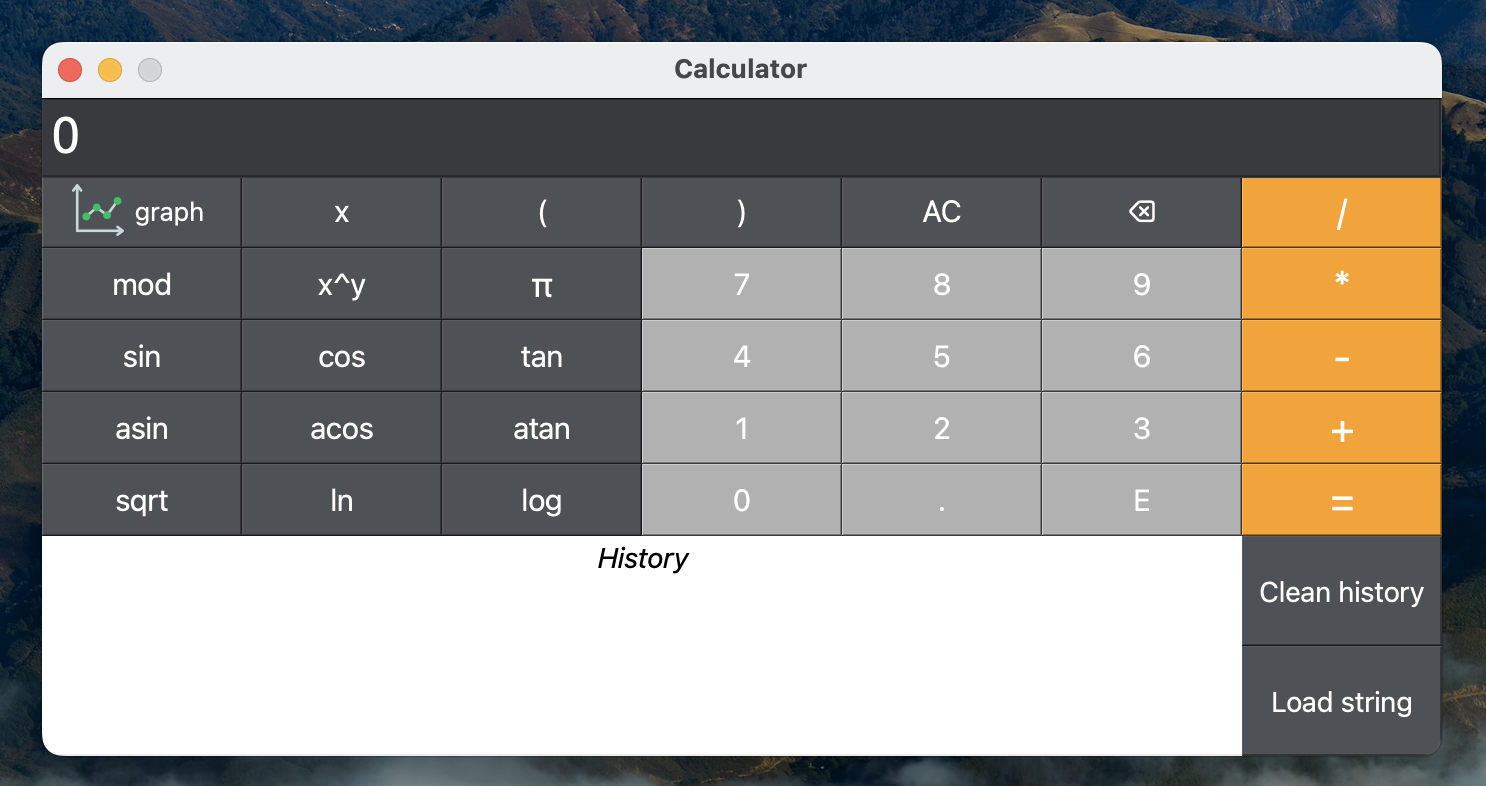 Calculator
0
graph x ( ) AC /
mod x^y π 7 8 9 *
sin cos tan 4 5 6 -
asin acos atan 1 2 3 +
sqrt ln log 0 . E =
History
Clean history
Load string